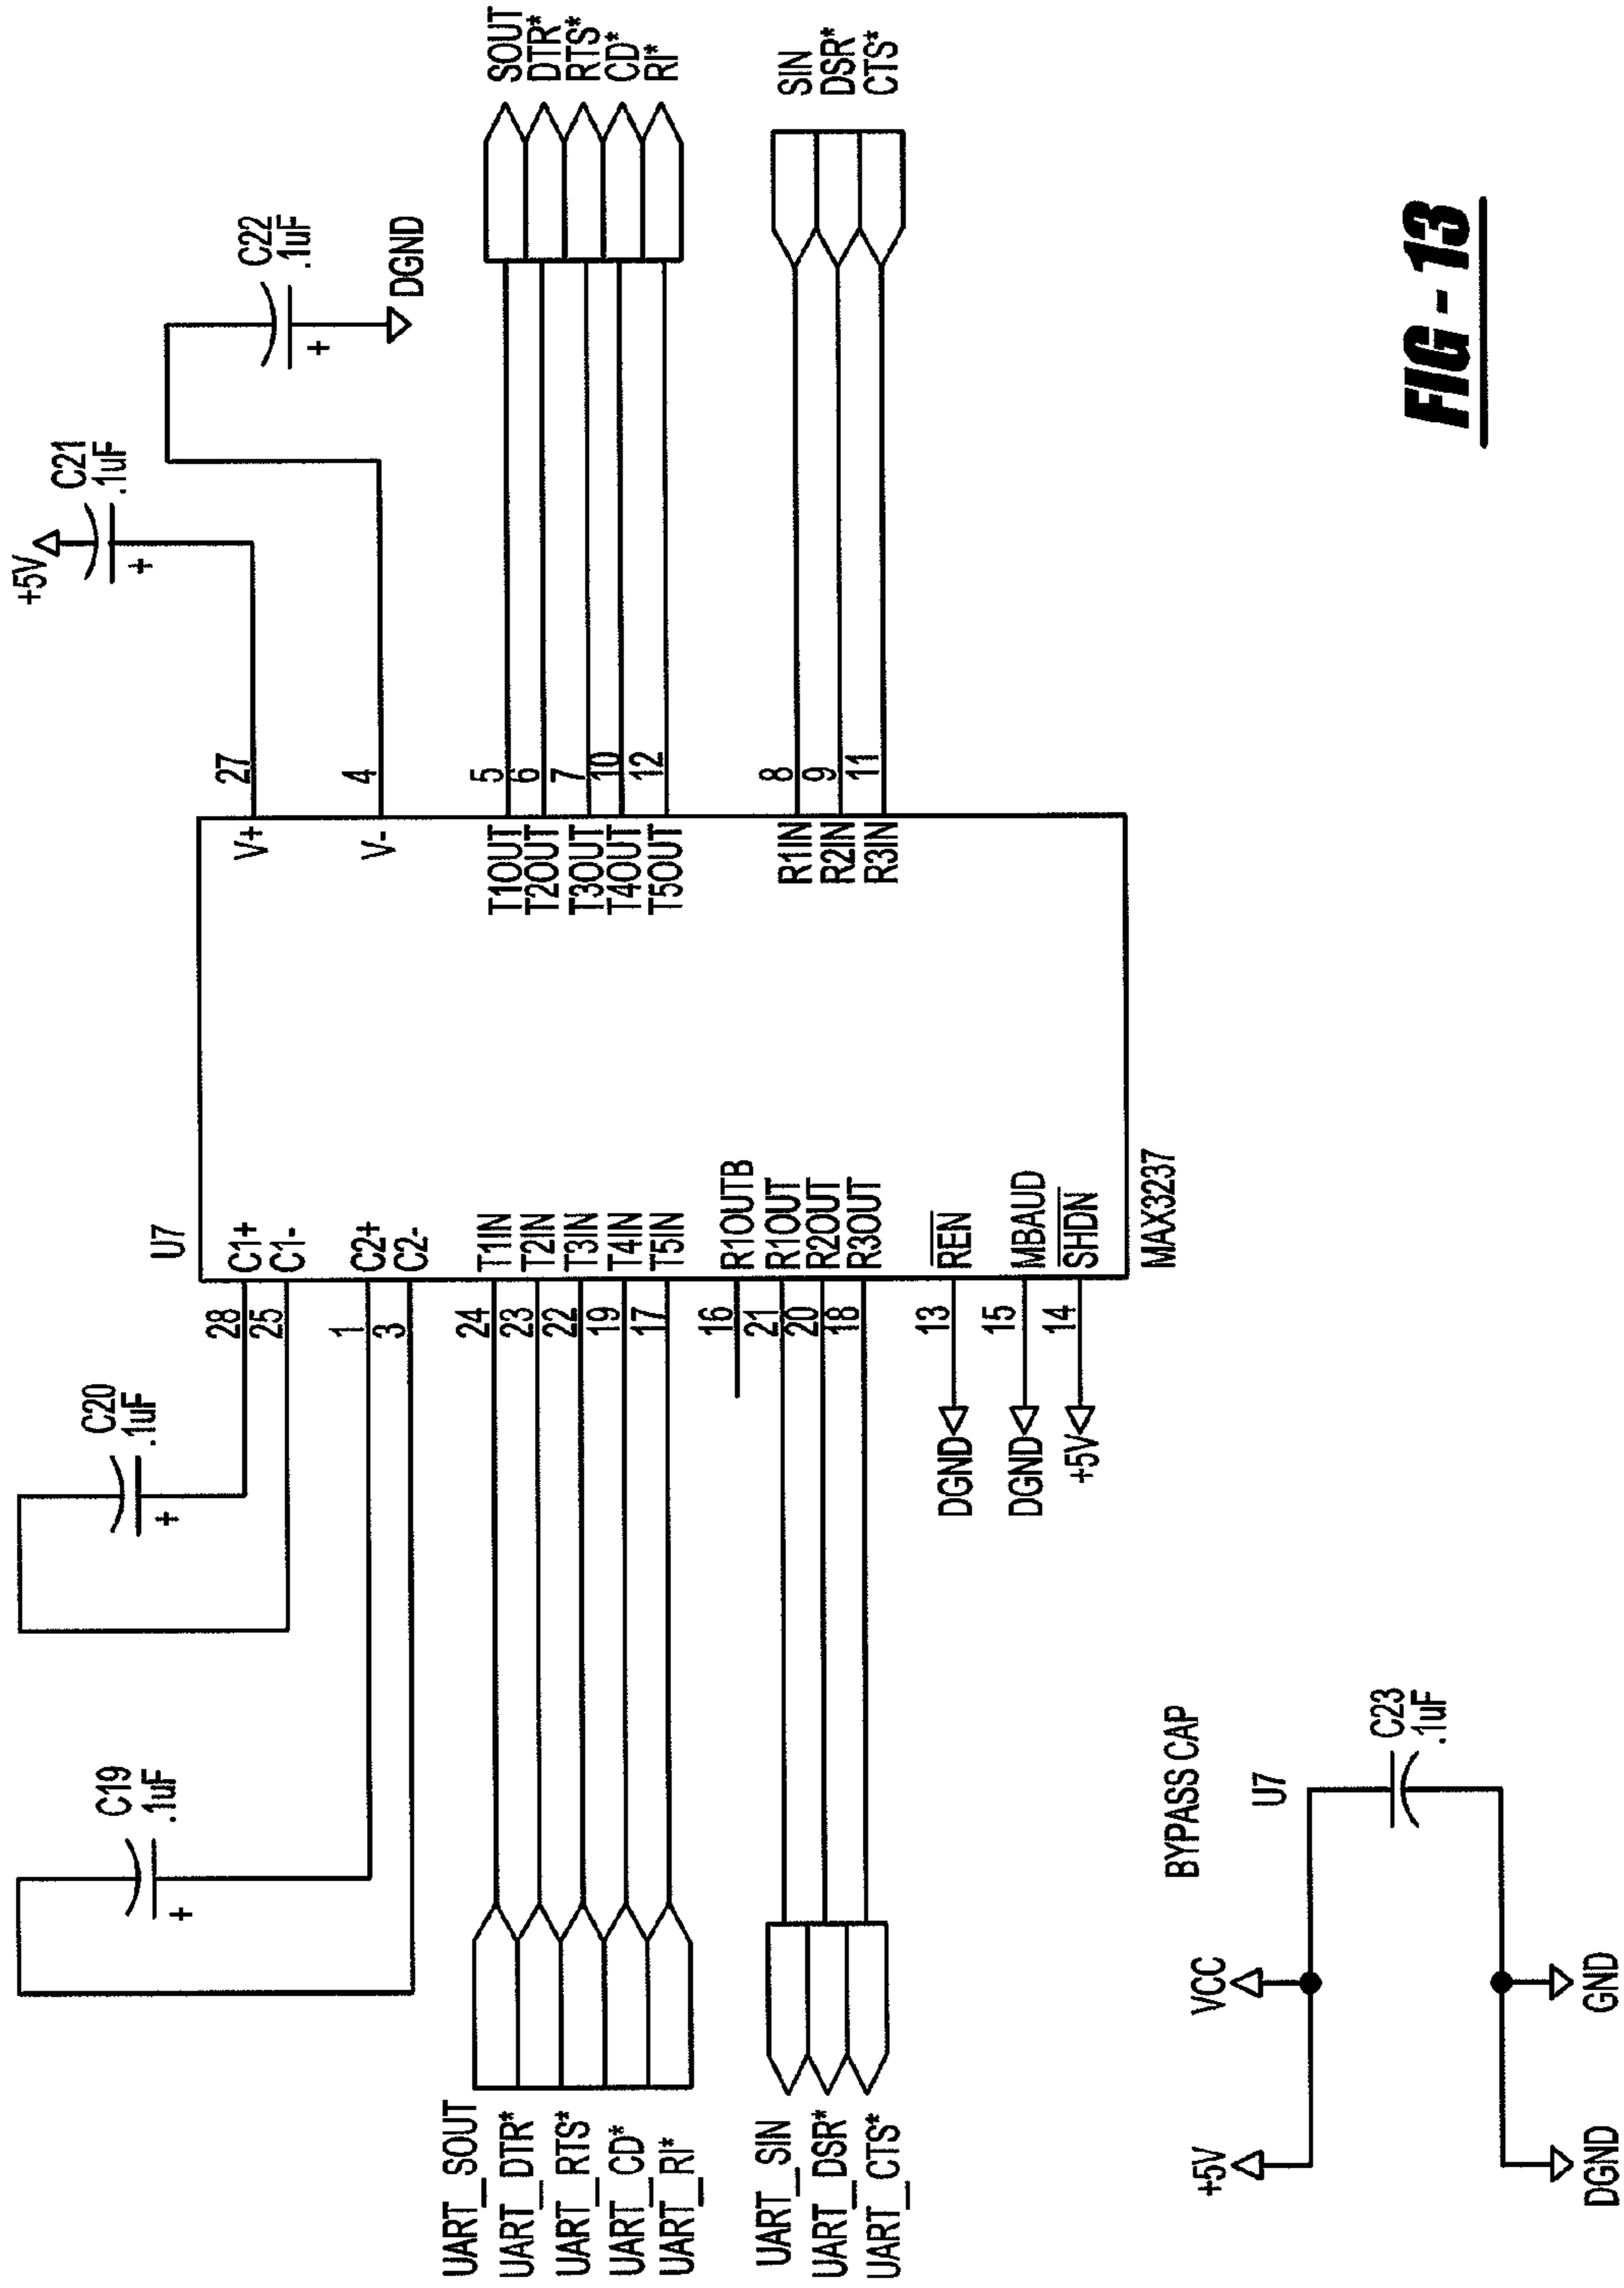 +5V
C21
.1uF
C22
.1uF
DGND
C19
.1uF
C20
.1uF
U7
28
C1+
25
C1-
1
C2+
3
C2-
V+
27
V-
4
UART_SOUT
24
T1IN
T1OUT
5
SOUT
UART_DTR*
23
T2IN
T2OUT
6
DTR*
UART_RTS*
22
T3IN
T3OUT
7
RTS*
UART_CD*
19
T4IN
T4OUT
10
CD*
UART_RI*
17
T5IN
T5OUT
12
RI*
16
R1OUTB
UART_SIN
21
R1OUT
R1IN
8
SIN
UART_DSR*
20
R2OUT
R2IN
9
DSR*
UART_CTS*
18
R3OUT
R3IN
11
CTS*
DGND
13
REN
DGND
15
MBAUD
+5V
14
SHDN
MAX3237
BYPASS CAP
+5V
VCC
U7
C23
.1uF
DGND
GND
FIG - 13